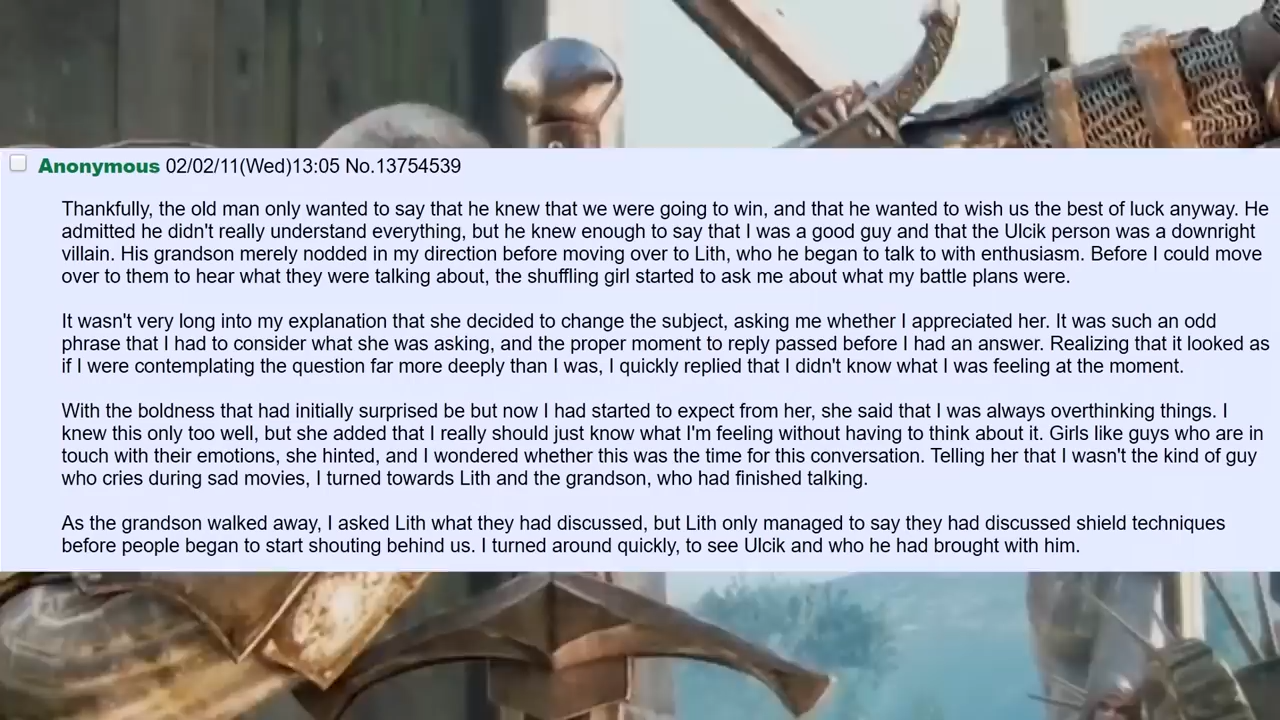 Anonymous 02/02/11(Wed)13:05 No.13754539
Thankfully, the old man only wanted to say that he knew that we were going to win, and that he wanted to wish us the best of luck anyway. He
admitted he didn't really understand everything, but he knew enough to say that I was a good guy and that the Ulcik person was a downright
villain. His grandson merely nodded in my direction before moving over to Lith, who he began to talk to with enthusiasm. Before I could move
over to them to hear what they were talking about, the shuffling girl started to ask me about what my battle plans were.
It wasn't very long into my explanation that she decided to change the subject, asking me whether I appreciated her. It was such an odd
phrase that I had to consider what she was asking, and the proper moment to reply passed before I had an answer. Realizing that it looked as
if I were contemplating the question far more deeply than I was, I quickly replied that I didn't know what I was feeling at the moment.
With the boldness that had initially surprised be but now I had started to expect from her, she said that I was always overthinking things. I
knew this only too well, but she added that I really should just know what I'm feeling without having to think about it. Girls like guys who are in
touch with their emotions, she hinted, and I wondered whether this was the time for this conversation. Telling her that I wasn't the kind of guy
who cries during sad movies, I turned towards Lith and the grandson, who had finished talking.
As the grandson walked away, I asked Lith what they had discussed, but Lith only managed to say they had discussed shield techniques
before people began to start shouting behind us. I turned around quickly, to see Ulcik and who he had brought with him.